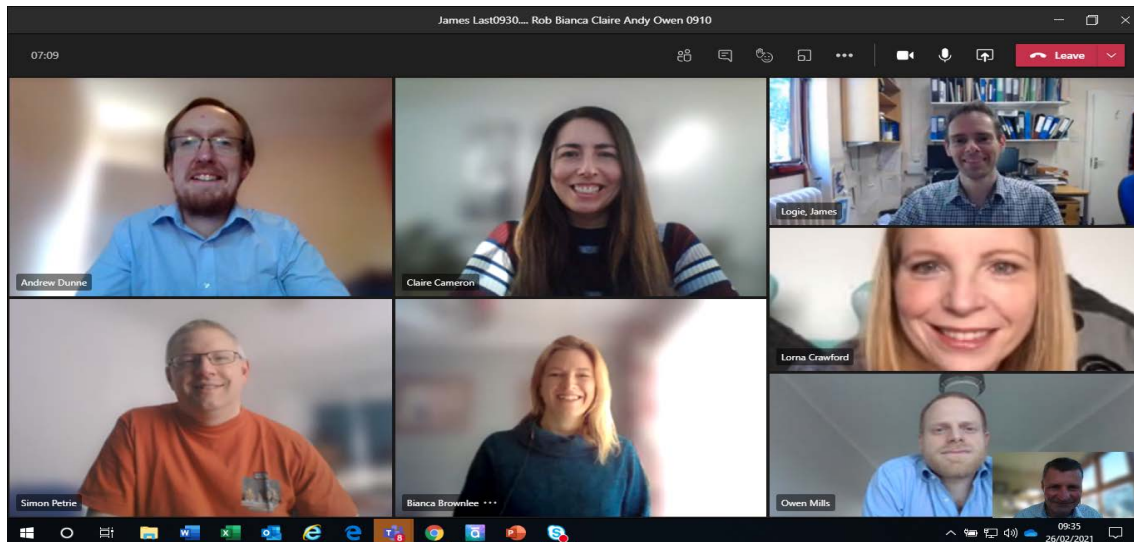 James Last0930.... Rob Bianca Claire Andy Owen 0910
07:09
Leave
Andrew Dunne
Claire Cameron
Logie, James
Lorna Crawford
Simon Petrie
Bianca Brownlee
Owen Mills
8
09:35
26/02/2021